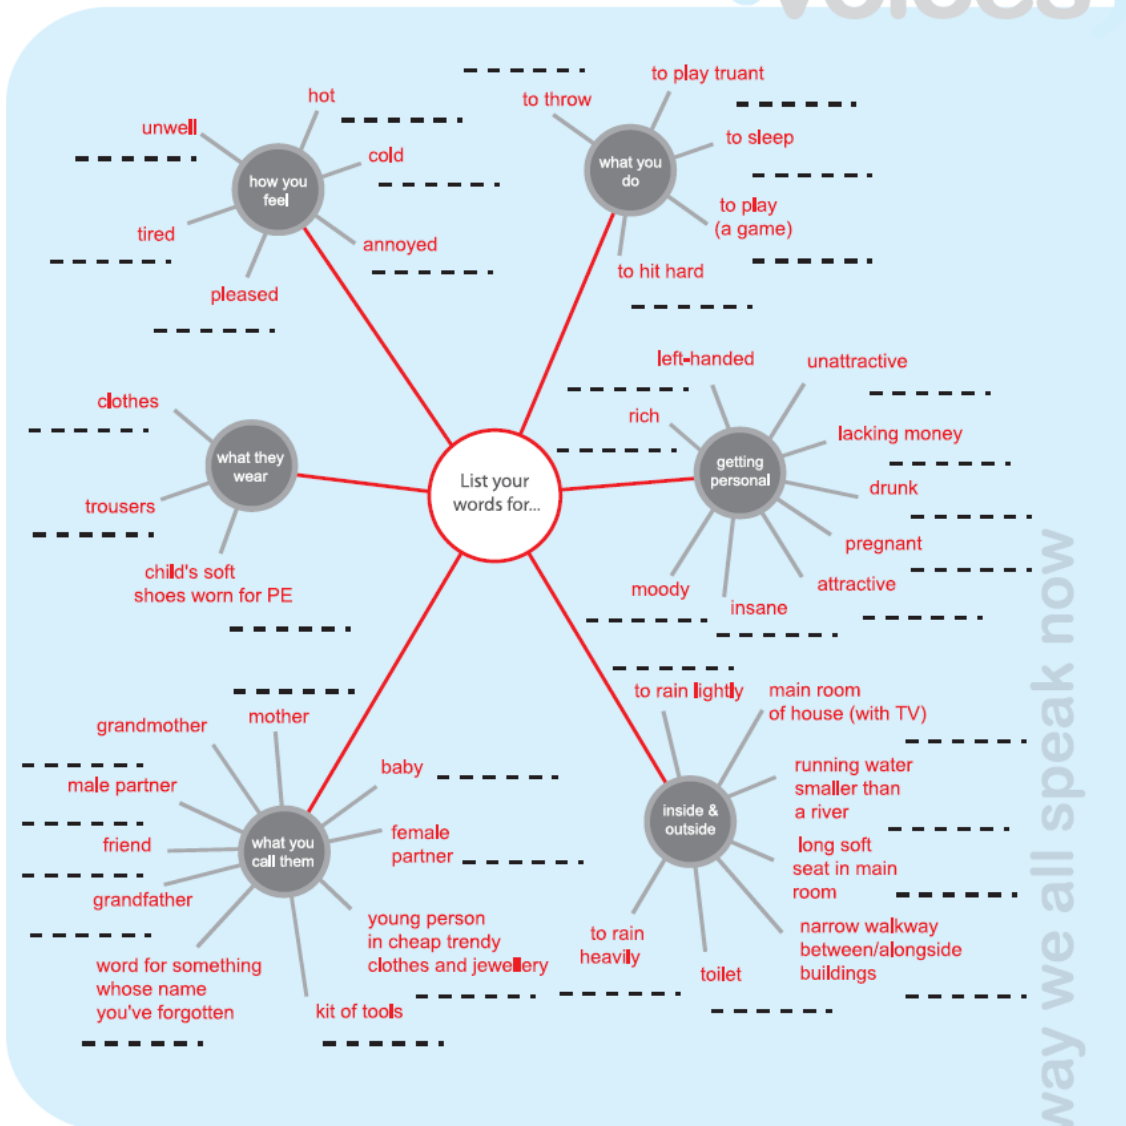 voices
to play truant
to throw
hot
unwell
cold
to sleep
what you
do
how you
feel
to play
(a game)
tired
annoyed
to hit hard
pleased
left-handed
unattractive
clothes
rich
lacking money
what they
wear
getting
personal
List your
words for...
drunk
trousers
pregnant
child's soft
shoes worn for PE
attractive
moody
insane
to rain lightly
main room
of house (with TV)
mother
grandmother
baby
running water
smaller than
a river
male partner
inside &
outside
female
partner
friend
what you
call them
long soft
seat in main
room
grandfather
young person
in cheap trendy
clothes and jewellery
to rain
heavily
narrow walkway
between/alongside
buildings
word for something
whose name
you've forgotten
toilet
kit of tools
way we all speak now